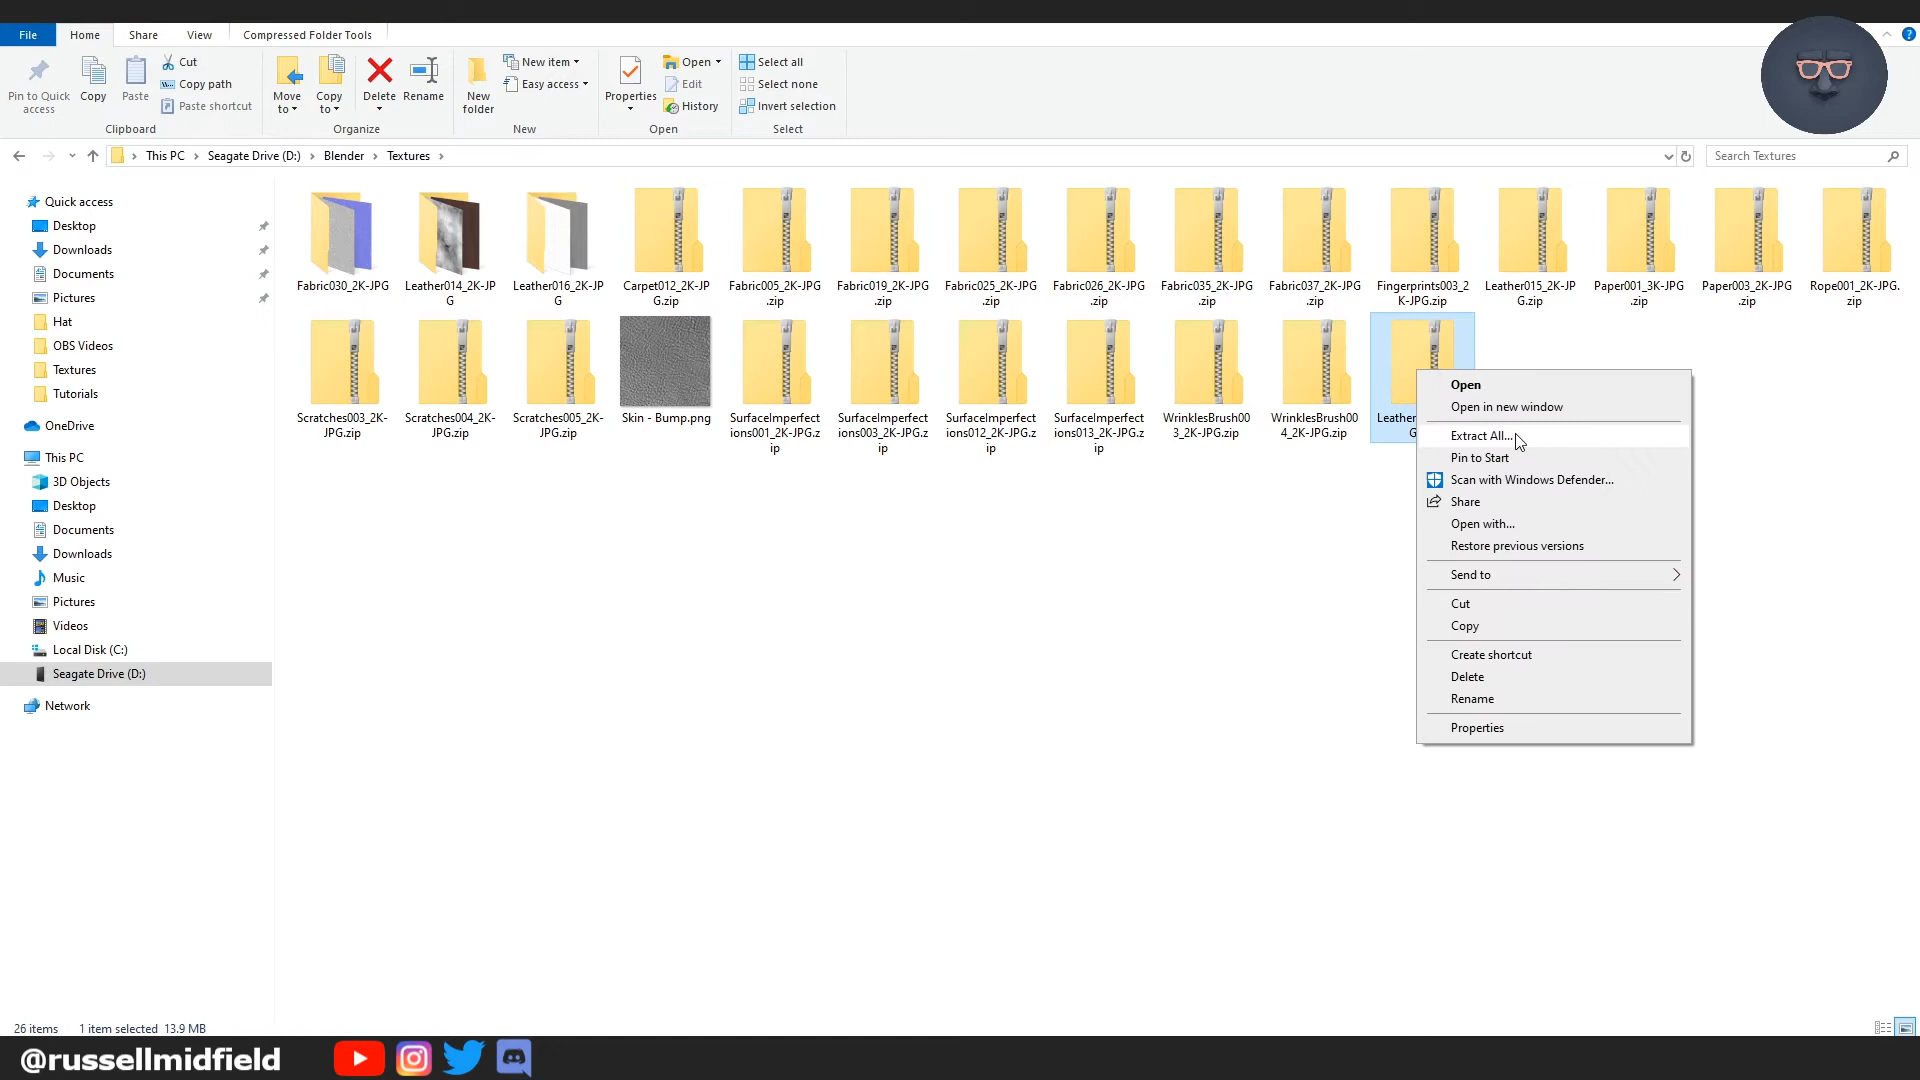 File Home Share View Compressed Folder Tools
Pin to Quick access
Copy
Paste
Cut
Copy path
Paste shortcut
Clipboard
Move to
Copy to
Delete
Rename
Organize
New folder
New item
Easy access
New
Properties
Open
Edit
History
Open
Select all
Select none
Invert selection
Select
This PC > Seagate Drive (D:) > Blender > Textures >
Search Textures
Quick access
Desktop
Downloads
Documents
Pictures
Hat
OBS Videos
Textures
Tutorials
OneDrive
This PC
3D Objects
Desktop
Documents
Downloads
Music
Pictures
Videos
Local Disk (C:)
Seagate Drive (D:)
Network
Fabric030_2K-JPG
Leather014_2K-JP
G
Leather016_2K-JP
G
Carpet012_2K-JP
G.zip
Fabric005_2K-JPG
.zip
Fabric019_2K-JPG
.zip
Fabric025_2K-JPG
.zip
Fabric026_2K-JPG
.zip
Fabric035_2K-JPG
.zip
Fabric037_2K-JPG
.zip
Fingerprints003_2
K-JPG.zip
Leather015_2K-JP
G.zip
Paper001_3K-JPG
.zip
Paper003_2K-JPG
.zip
Rope001_2K-JPG.
zip
Scratches003_2K-
JPG.zip
Scratches004_2K-
JPG.zip
Scratches005_2K-
JPG.zip
Skin - Bump.png
SurfaceImperfect
ions001_2K-JPG.z
ip
SurfaceImperfect
ions003_2K-JPG.z
ip
SurfaceImperfect
ions012_2K-JPG.z
ip
SurfaceImperfect
ions013_2K-JPG.z
ip
WrinklesBrush00
3_2K-JPG.zip
WrinklesBrush00
4_2K-JPG.zip
Leather
G
Open
Open in new window
Extract All...
Pin to Start
Scan with Windows Defender...
Share
Open with...
Restore previous versions
Send to
Cut
Copy
Create shortcut
Delete
Rename
Properties
26 items 1 item selected 13.9 MB
@russellmidfield